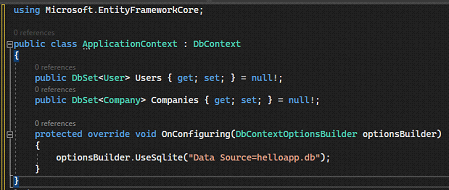 using Microsoft.EntityFrameworkCore;
0 references
public class ApplicationContext : DbContext
{
0 references
public DbSet<User> Users { get; set; } = null!;
0 references
public DbSet<Company> Companies { get; set; } = null!;
0 references
protected override void OnConfiguring(DbContextOptionsBuilder optionsBuilder)
{
optionsBuilder.UseSqlite("Data Source=helloapp.db");
}
}